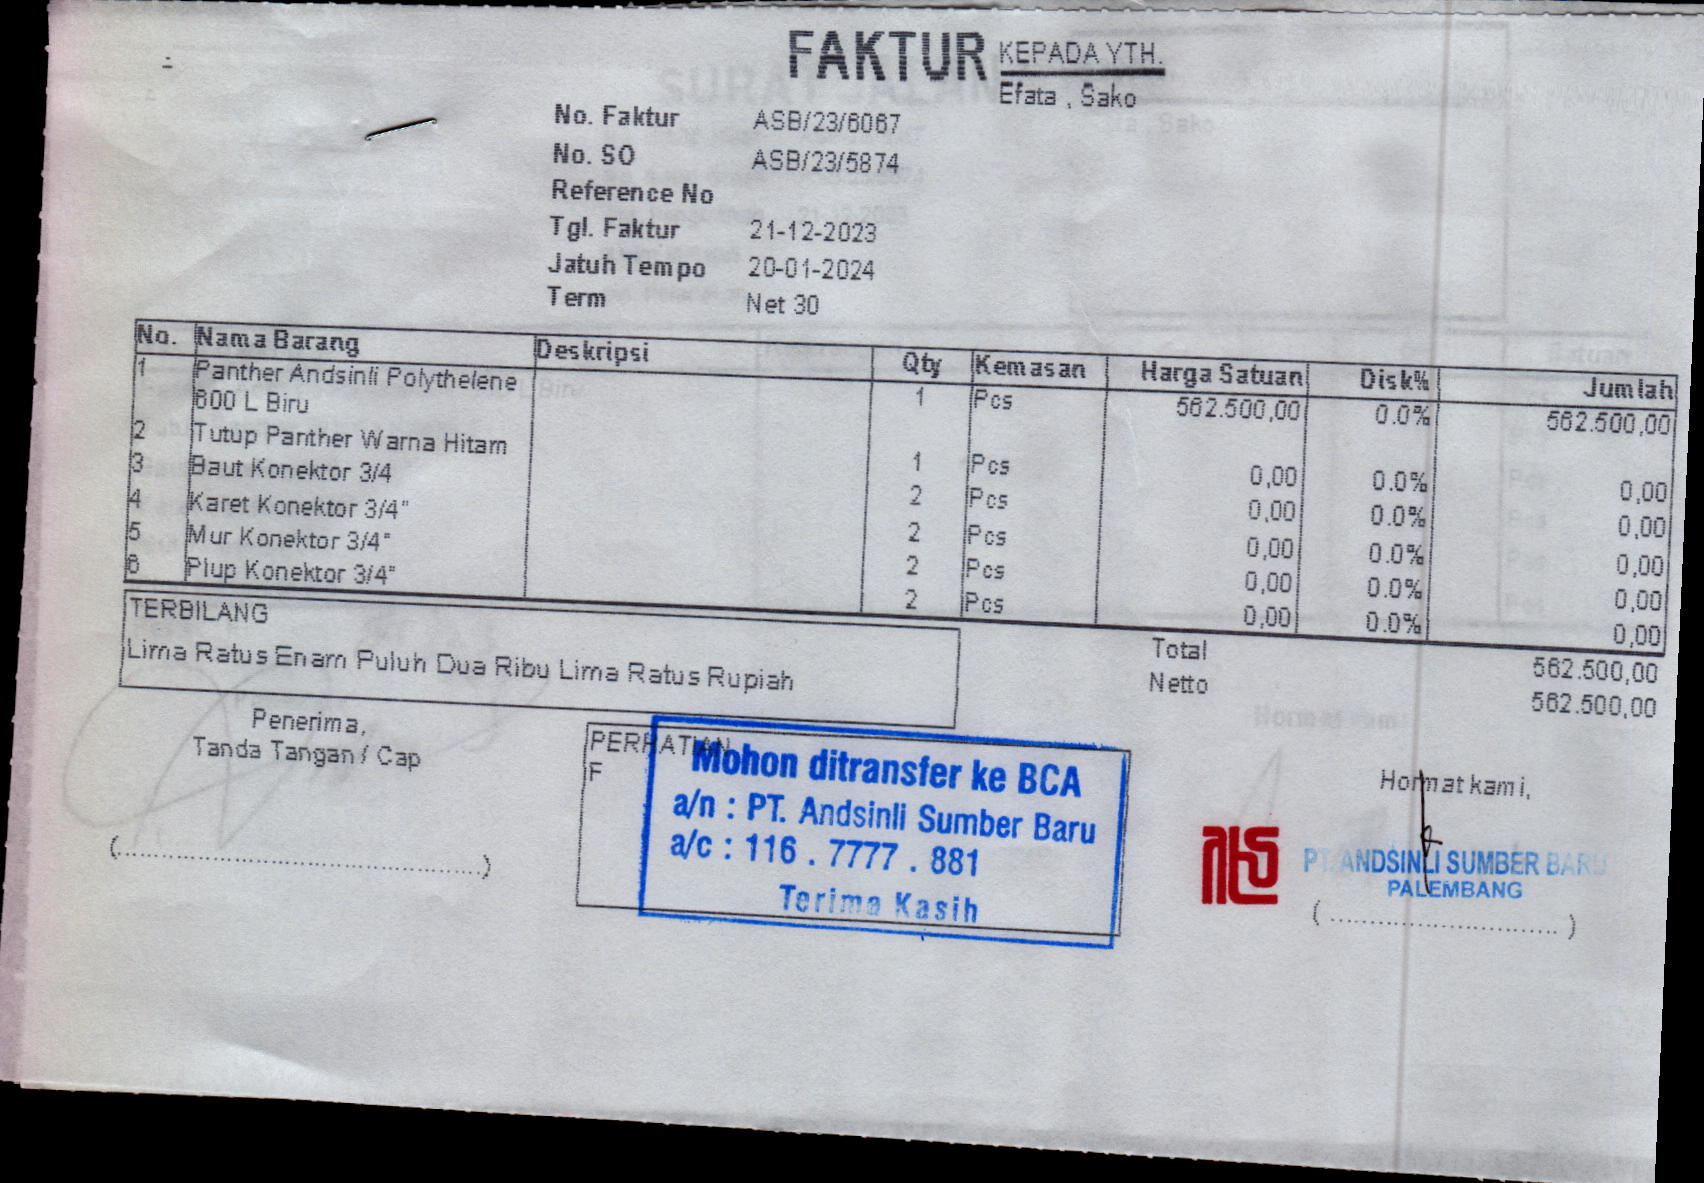 FAKTUR
KEPADA YTH.
Efata , Sako
No. Faktur ASB/23/6067
No. SO ASB/23/5874
Reference No
Tgl. Faktur 21-12-2023
Jatuh Tempo 20-01-2024
Term Net 30
No. Nama Barang Deskripsi Qty Kemasan Harga Satuan Disk% Jumlah
1 Panther Andsinli Polythelene 1 Pcs 562.500,00 0.0% 562.500,00
600 L Biru
2 Tutup Panther Warna Hitam 1 Pcs 0,00 0.0% 0,00
3 Baut Konektor 3/4 2 Pcs 0,00 0.0% 0,00
4 Karet Konektor 3/4" 2 Pcs 0,00 0.0% 0,00
5 Mur Konektor 3/4" 2 Pcs 0,00 0.0% 0,00
6 Plup Konektor 3/4" 2 Pcs 0,00 0.0% 0,00
TERBILANG
Lima Ratus Enam Puluh Dua Ribu Lima Ratus Rupiah
Total 562.500,00
Netto 562.500,00
Penerima,
Tanda Tangan / Cap
(..............................................)
PERHATIAN
F
Mohon ditransfer ke BCA
a/n : PT. Andsinli Sumber Baru
a/c : 116 . 7777 . 881
Terima Kasih
Hormat kami,
PT. ANDSINLI SUMBER BARU
PALEMBANG
( ................................ )